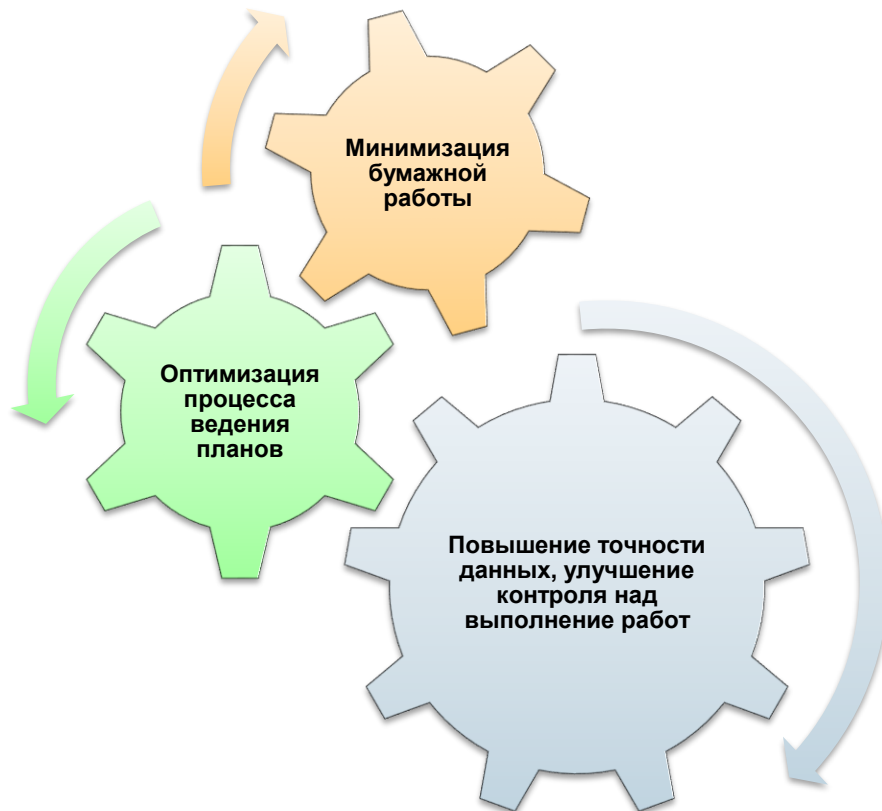 Минимизация
бумажной
работы
Оптимизация
процесса
ведения
планов
Повышение точности
данных, улучшение
контроля над
выполнение работ